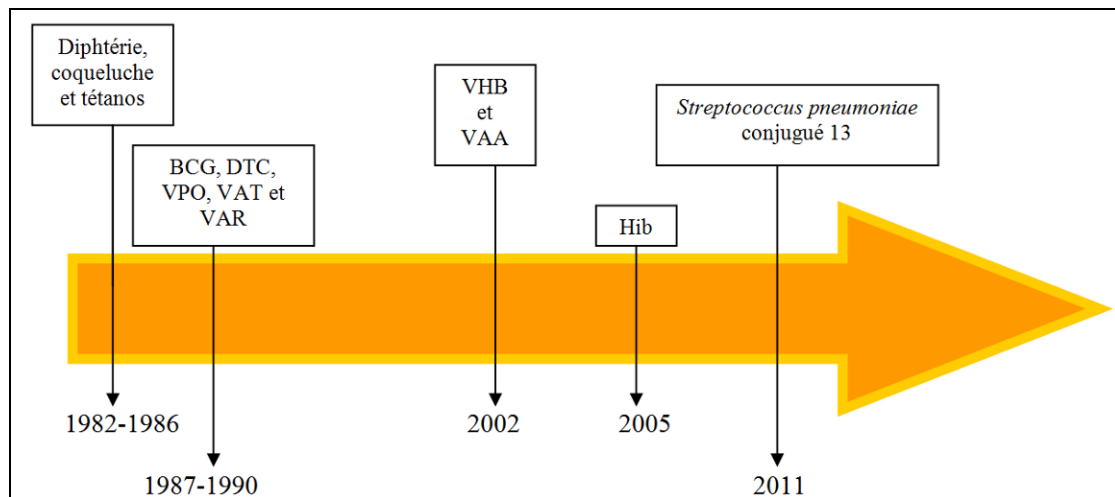 Diphtérie,
coqueluche
et tétanos
BCG, DTC,
VPO, VAT et
VAR
VHB
et
VAA
Hib
Streptococcus pneumoniae
conjugué 13
1982-1986
1987-1990
2002
2005
2011